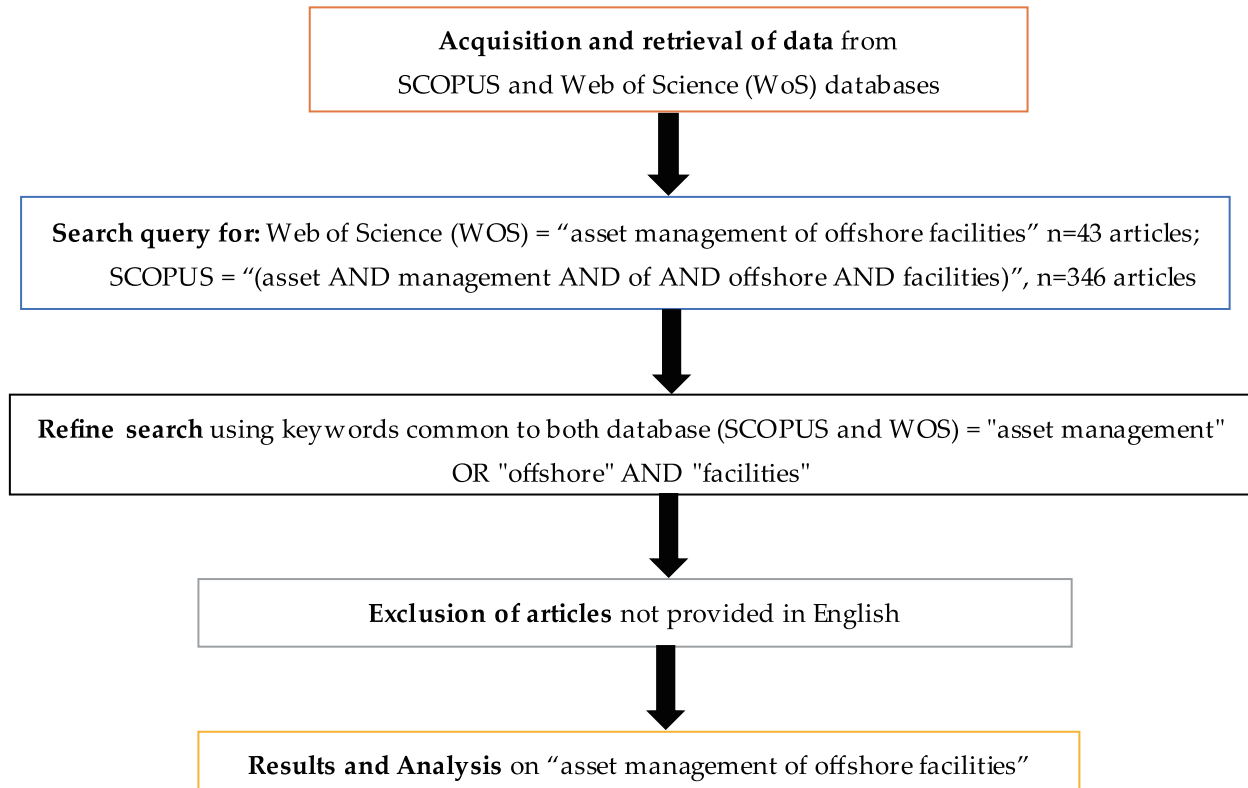 Acquisition and retrieval of data from
SCOPUS and Web of Science (WoS) databases
Search query for: Web of Science (WOS) = “asset management of offshore facilities” n=43 articles;
SCOPUS = “(asset AND management AND of AND offshore AND facilities)”, n=346 articles
Refine search using keywords common to both database (SCOPUS and WOS) = "asset management"
OR "offshore" AND "facilities"
Exclusion of articles not provided in English
Results and Analysis on “asset management of offshore facilities”